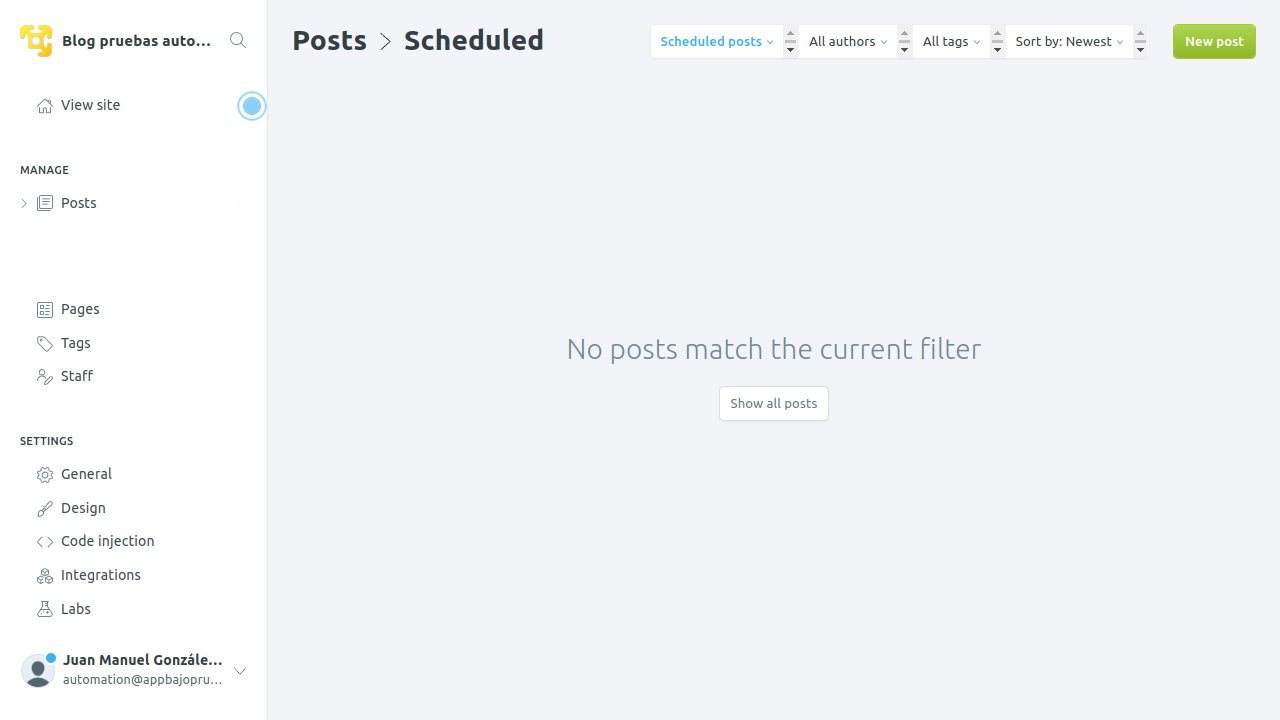 Blog pruebas auto...
View site
MANAGE
Posts
Pages
Tags
Staff
SETTINGS
General
Design
Code injection
Integrations
Labs
Juan Manuel Gonzále...
automation@appbajopru...
Posts > Scheduled
Scheduled posts
All authors
All tags
Sort by: Newest
New post
No posts match the current filter
Show all posts